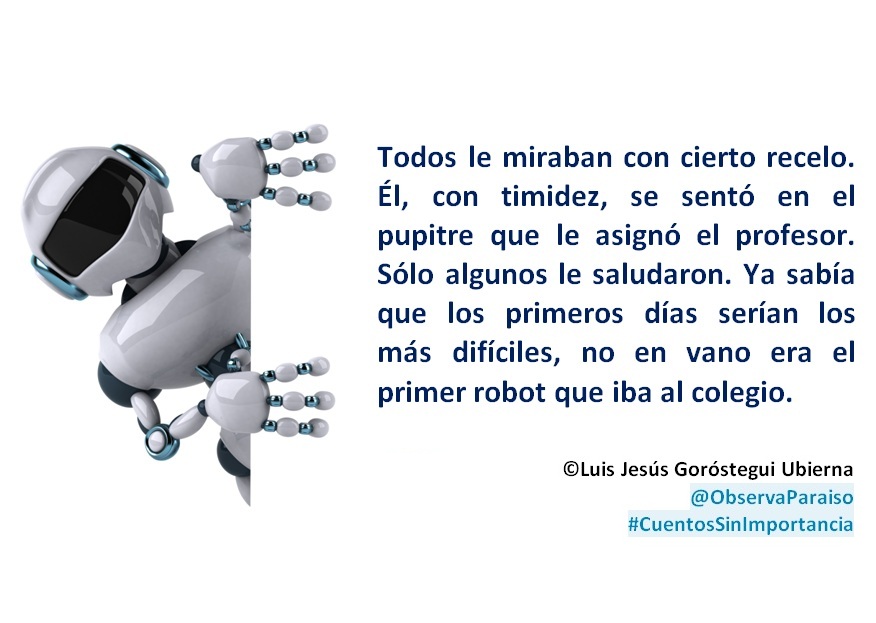 Todos le miraban con cierto recelo.
Él, con timidez, se sentó en el
pupitre que le asignó el profesor.
Sólo algunos le saludaron. Ya sabía
que los primeros días serían los
más difíciles, no en vano era el
primer robot que iba al colegio.
©Luis Jesús Goróstegui Ubierna
@ObservaParaiso
#CuentosSinImportancia